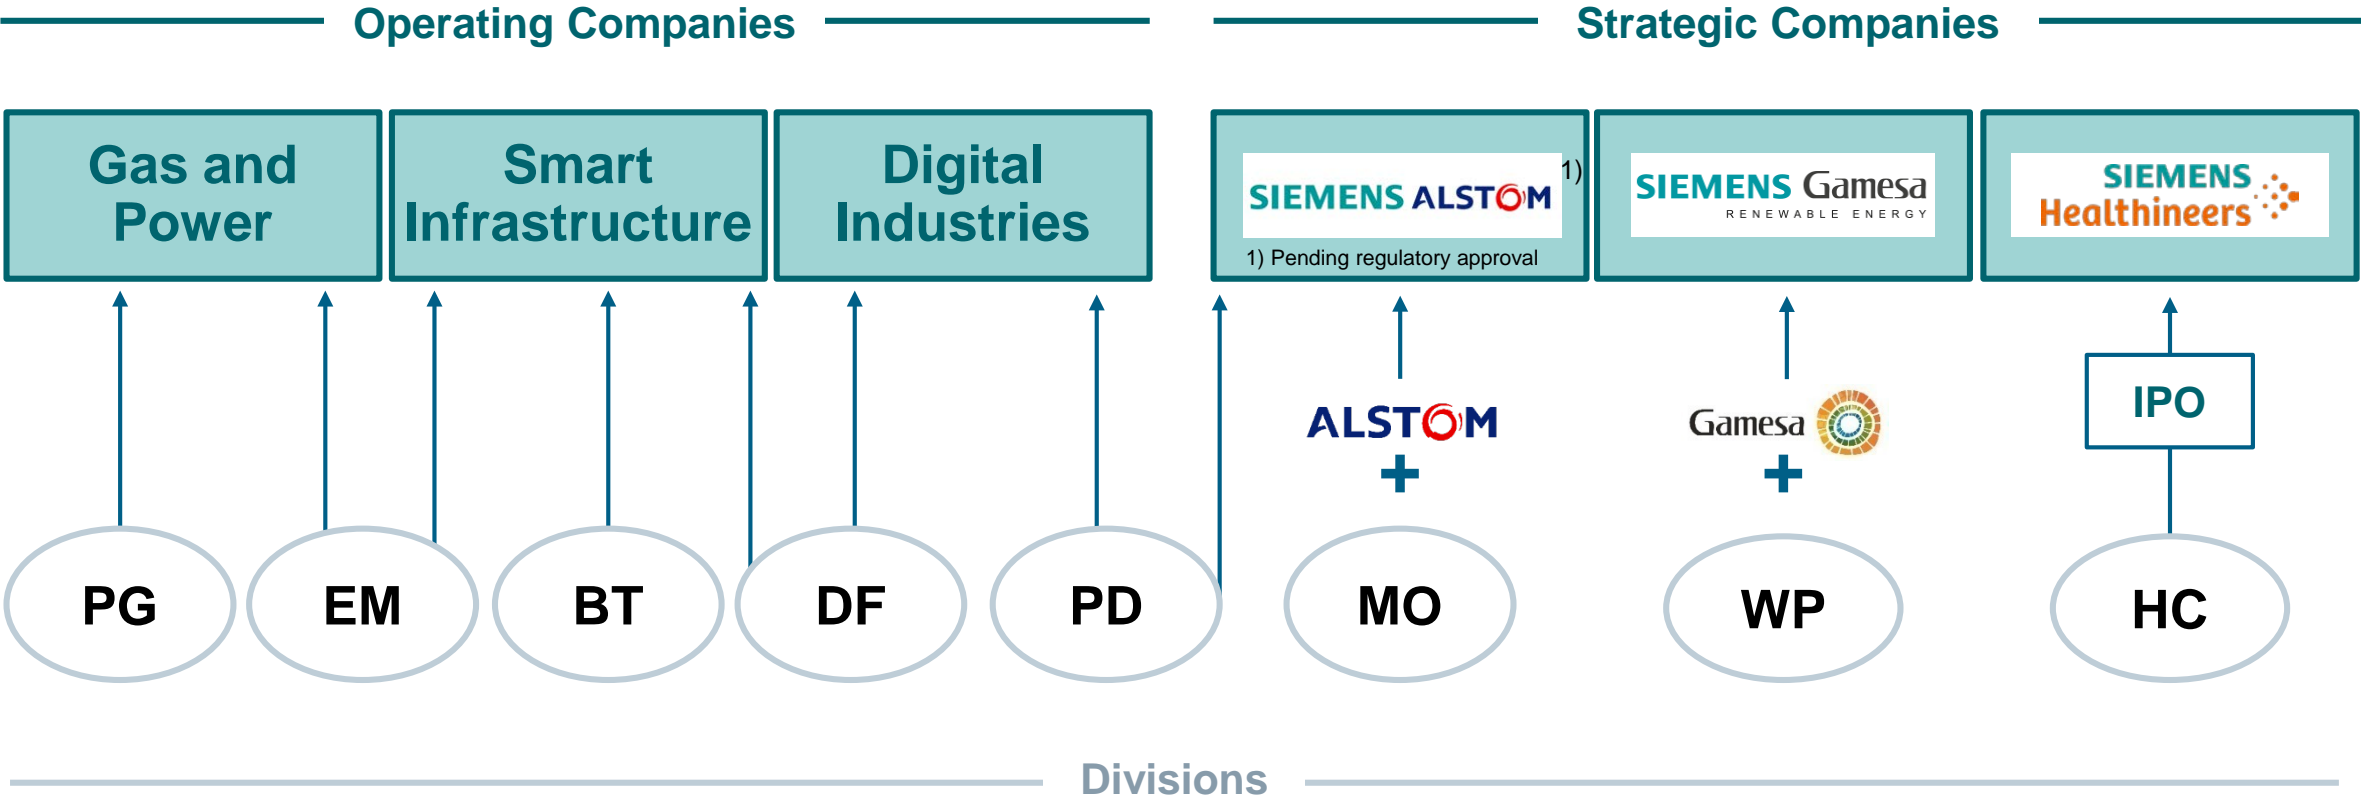 Operating Companies
Strategic Companies
Gas and
Power
Smart
Infrastructure
Digital
Industries
SIEMENS ALSTOM 1)
1) Pending regulatory approval
SIEMENS Gamesa
RENEWABLE ENERGY
SIEMENS
Healthineers
ALSTOM
+
Gamesa
+
IPO
PG
EM
BT
DF
PD
MO
WP
HC
Divisions